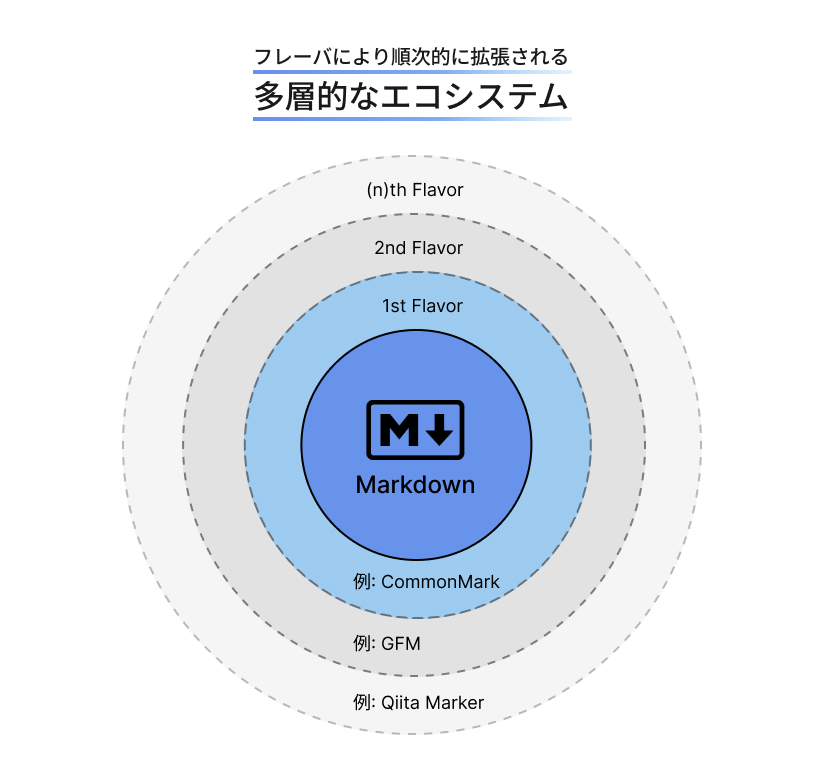 フレーバにより順次的に拡張される
多層的なエコシステム
(n)th Flavor
2nd Flavor
1st Flavor
M
Markdown
例: CommonMark
例: GFM
例: Qiita Marker